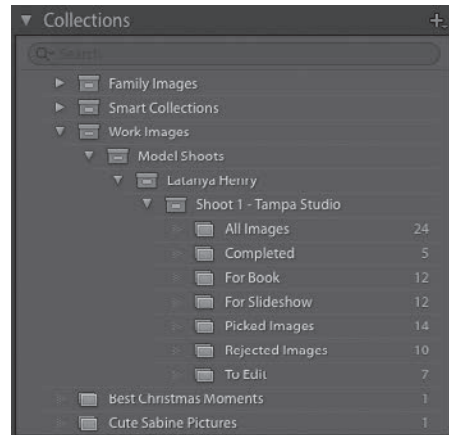 Collections
Search
Family Images
Smart Collections
Work Images
Model Shoots
Latanya Henry
Shoot 1 - Tampa Studio
All Images 24
Completed 5
For Book 12
For Slideshow 12
Picked Images 14
Rejected Images 10
To Edit 7
Best Christmas Moments 1
Cute Sabine Pictures 1